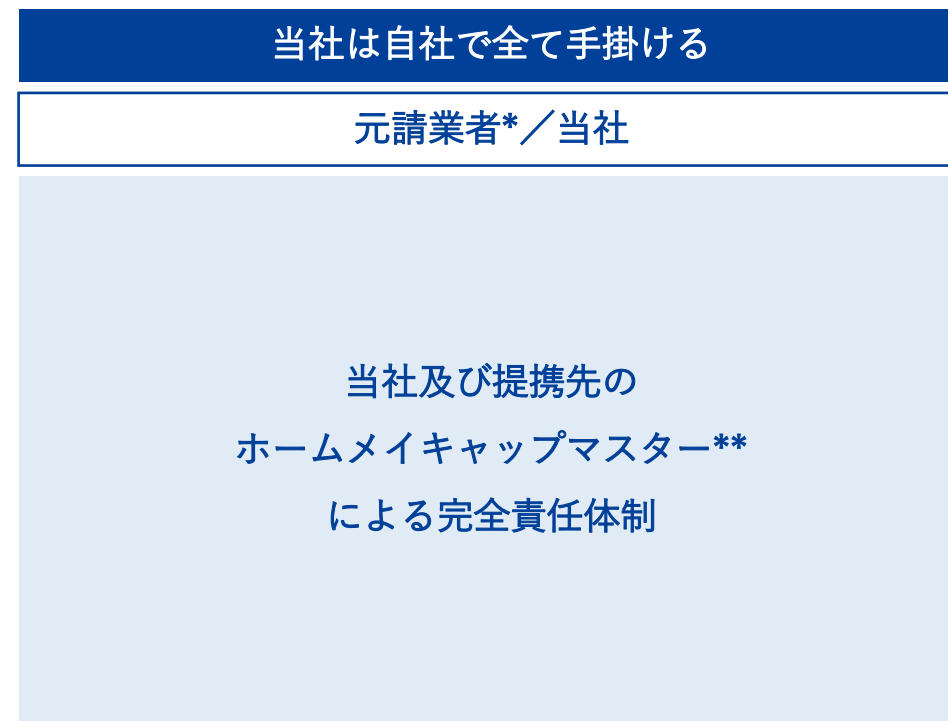 当社は自社で全て手掛ける
元請業者*／当社
当社及び提携先の
ホームメイキャップマスター**
による完全責任体制